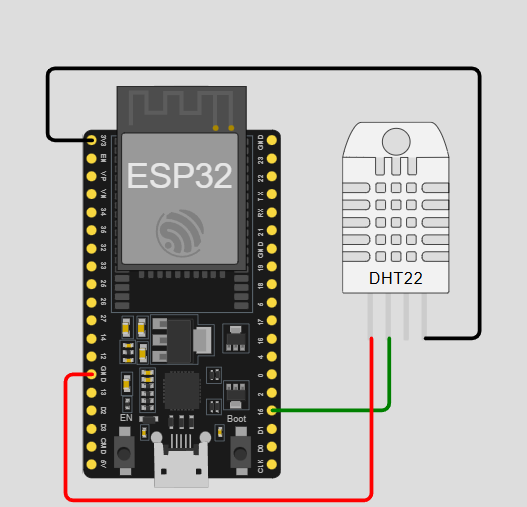 ESP32
3V3
EN
VP
VN
34
35
32
33
25
26
27
14
12
GND
13
D2
D3
CMD
5V
GND
23
22
TX
RX
21
GND
19
18
5
17
16
4
0
2
15
D1
D0
CLK
EN
Boot
DHT22